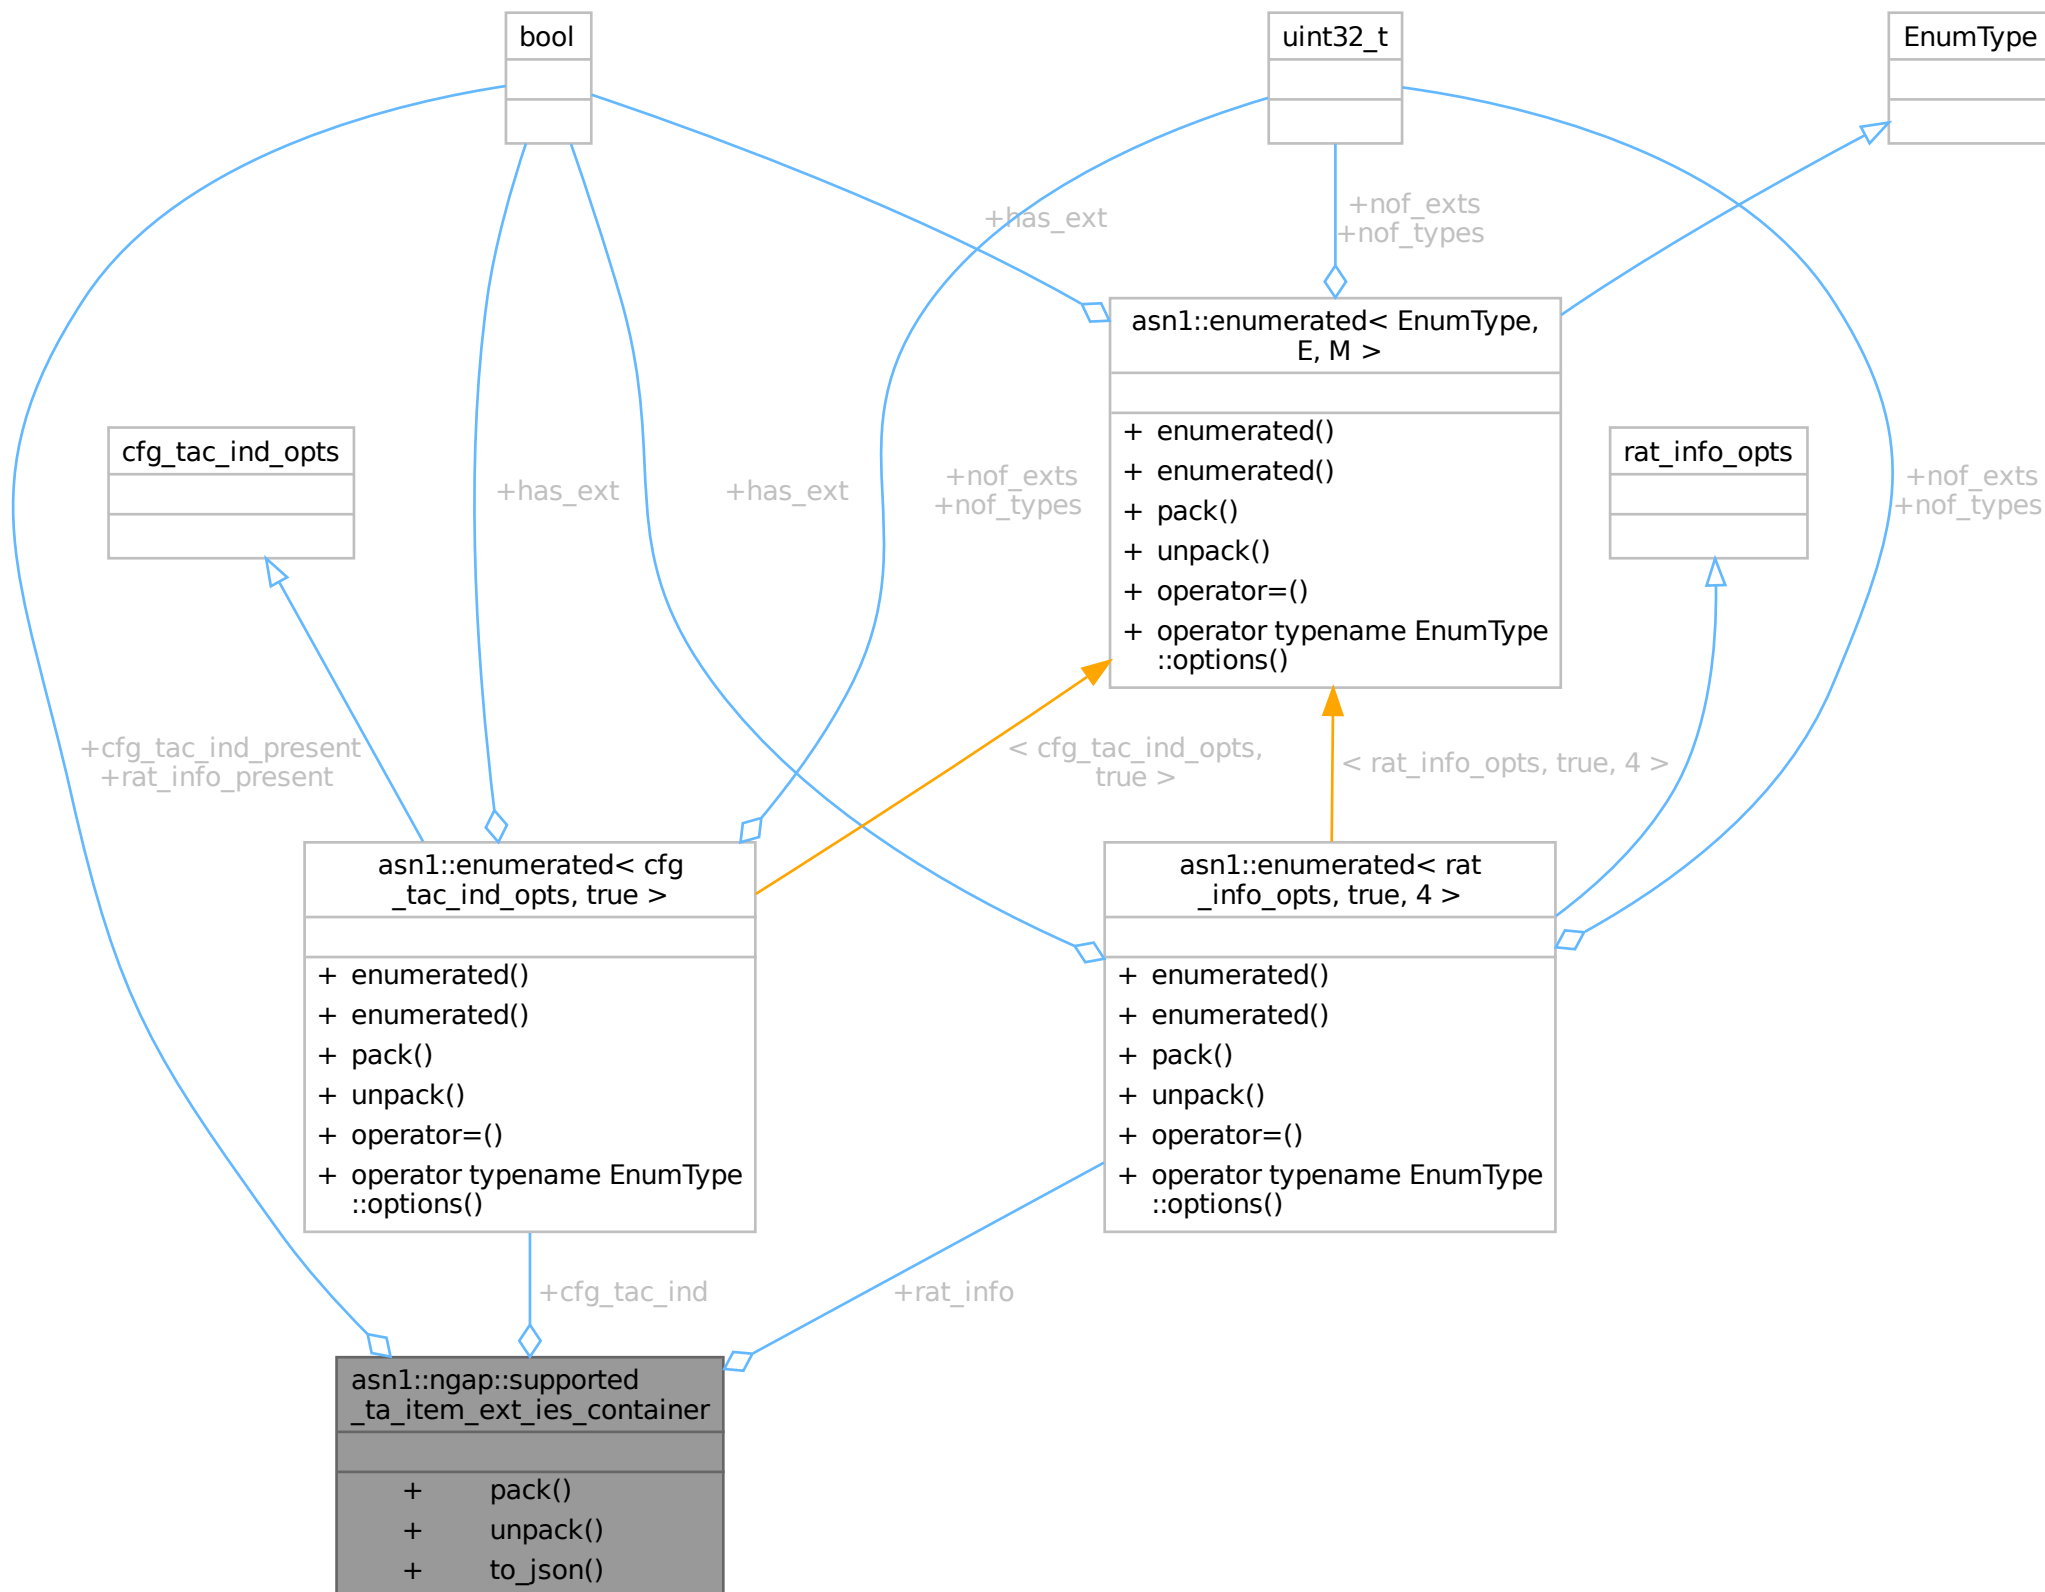 bool
uint32_t
EnumType
+has_ext
+nof_exts
+nof_types
asn1::enumerated< EnumType,
E, M >
+ enumerated()
+ enumerated()
+ pack()
+ unpack()
+ operator=()
+ operator typename EnumType
::options()
cfg_tac_ind_opts
rat_info_opts
+has_ext
+has_ext
+nof_exts
+nof_types
+nof_exts
+nof_types
+cfg_tac_ind_present
+rat_info_present
< cfg_tac_ind_opts,
true >
< rat_info_opts, true, 4 >
asn1::enumerated< cfg
_tac_ind_opts, true >
+ enumerated()
+ enumerated()
+ pack()
+ unpack()
+ operator=()
+ operator typename EnumType
::options()
asn1::enumerated< rat
_info_opts, true, 4 >
+ enumerated()
+ enumerated()
+ pack()
+ unpack()
+ operator=()
+ operator typename EnumType
::options()
+cfg_tac_ind
+rat_info
asn1::ngap::supported
_ta_item_ext_ies_container
+ pack()
+ unpack()
+ to_json()